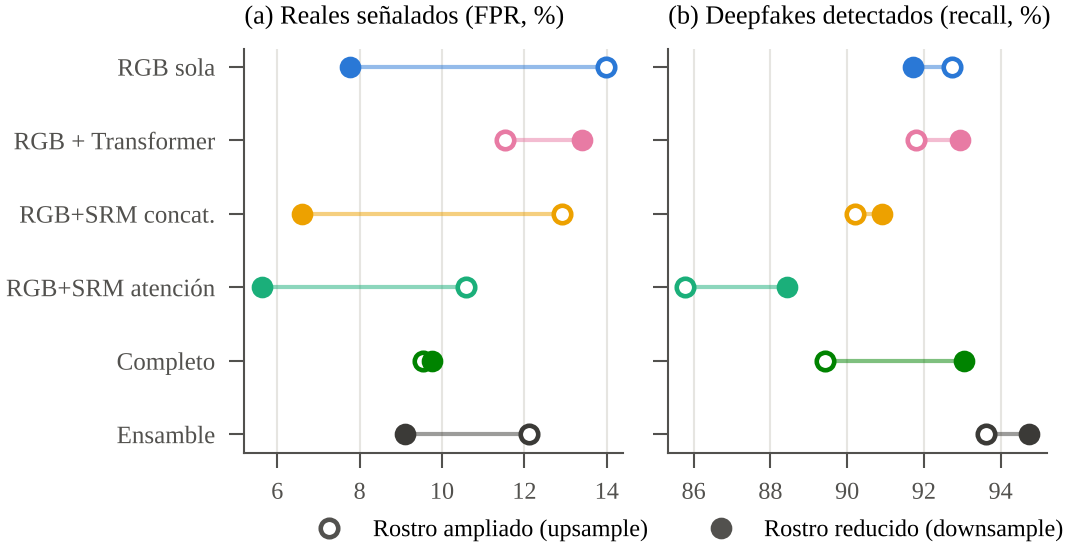 (a) Reales señalados (FPR, %)
(b) Deepfakes detectados (recall, %)
RGB sola
RGB + Transformer
RGB+SRM concat.
RGB+SRM atención
Completo
Ensamble
6 8 10 12 14
86 88 90 92 94
Rostro ampliado (upsample)
Rostro reducido (downsample)